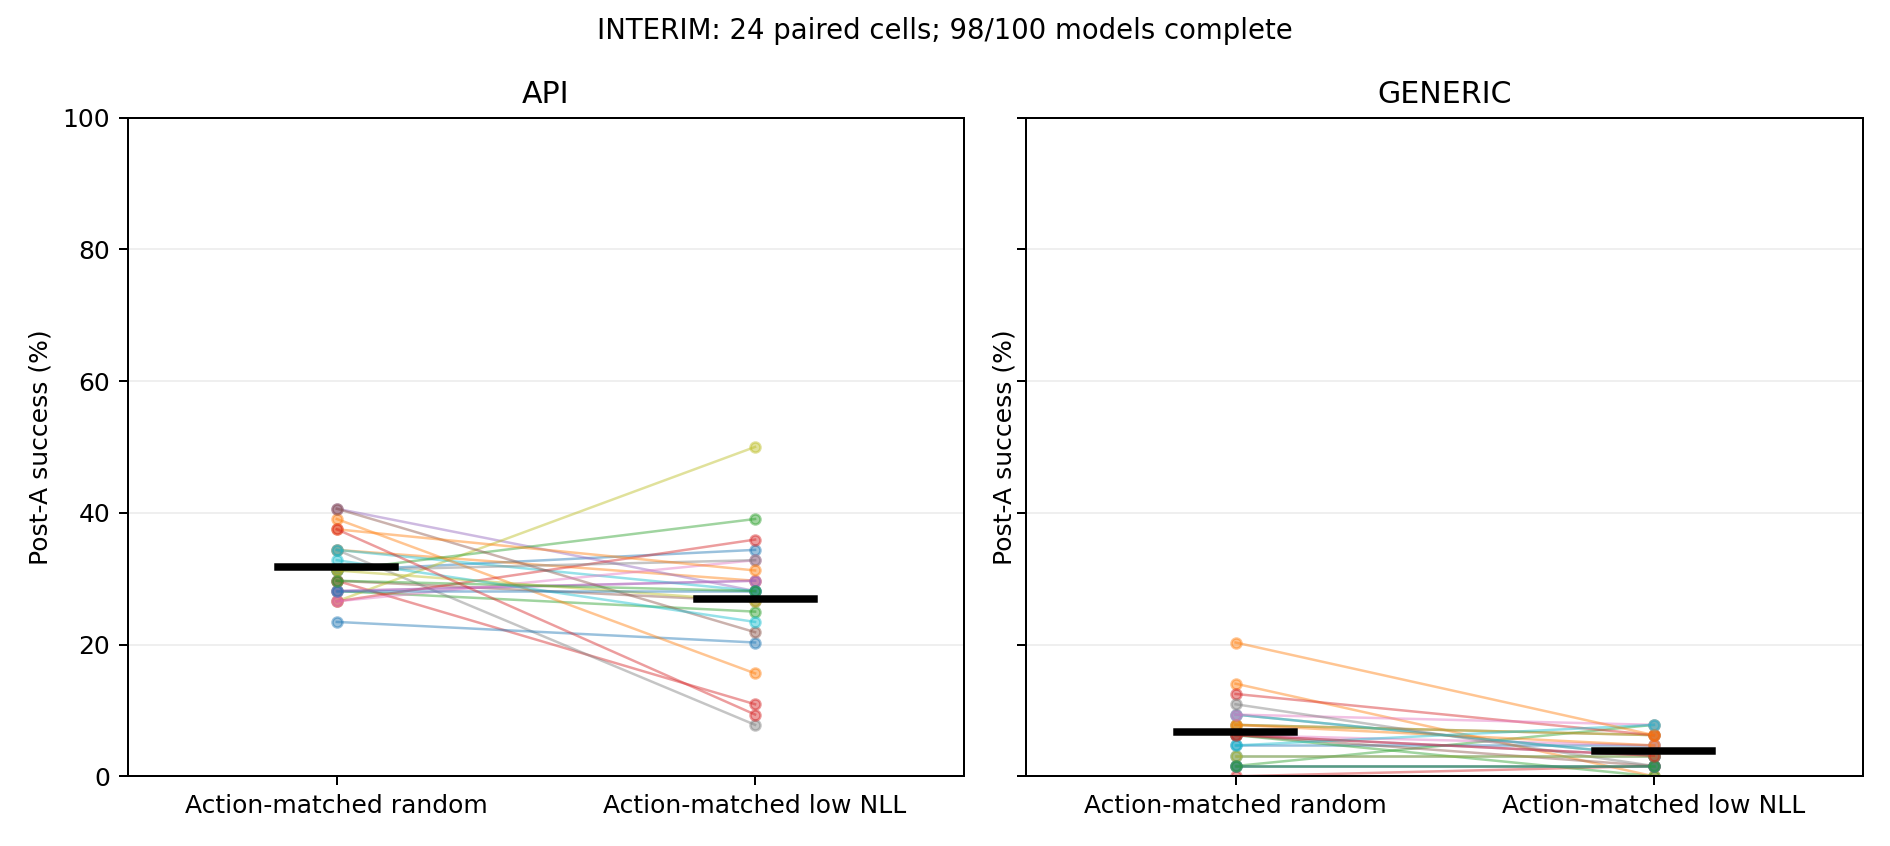 INTERIM: 24 paired cells; 98/100 models complete
API
GENERIC
Post-A success (%)
100
80
60
40
20
0
Action-matched random
Action-matched low NLL
Post-A success (%)
Action-matched random
Action-matched low NLL